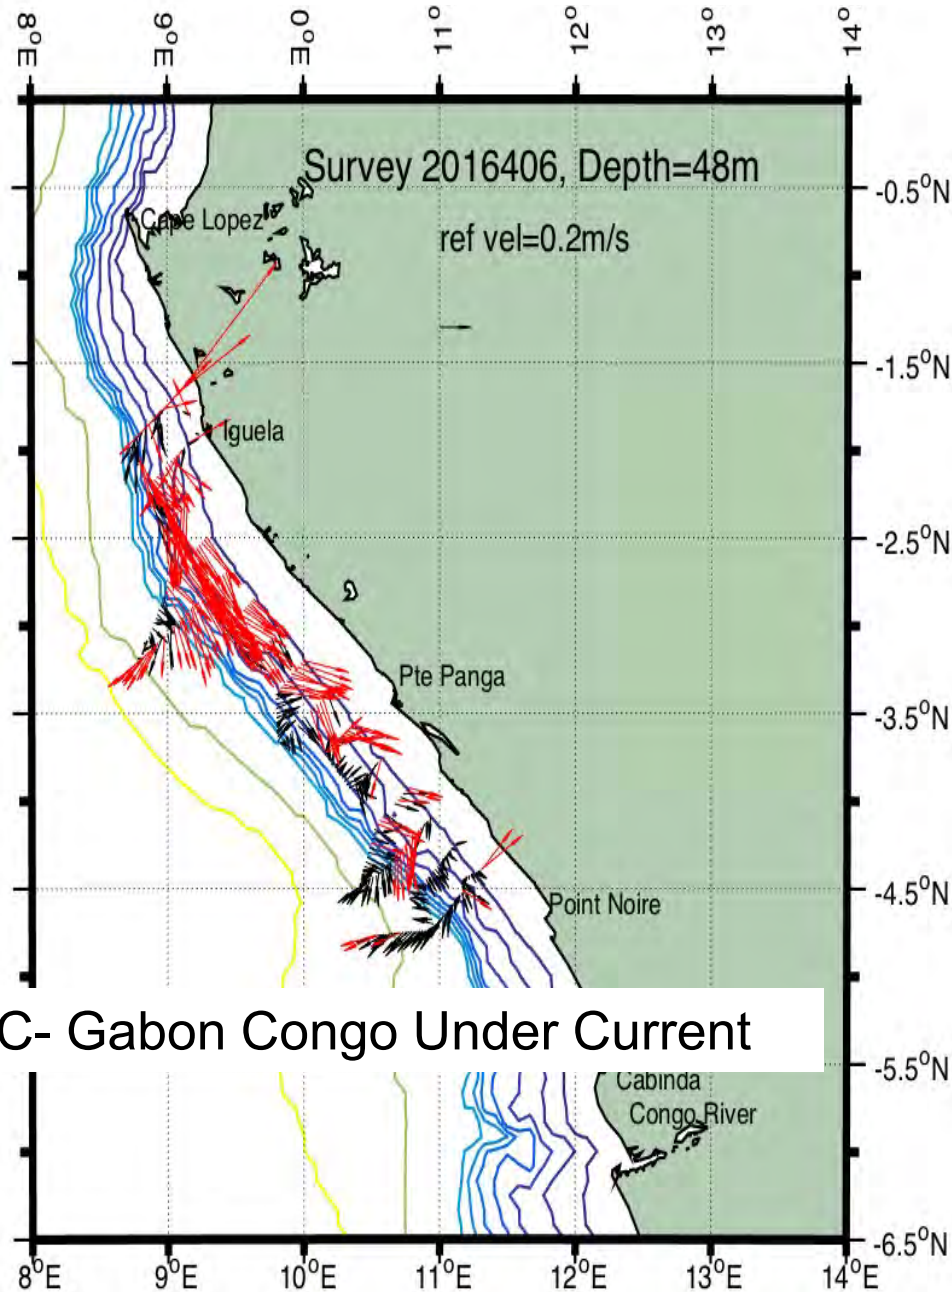 8°E 9°E 10°E 11° 12° 13° 14°
Survey 2016406, Depth=48m
-0.5°N
Cape Lopez
ref vel=0.2m/s
-1.5°N
Iguela
-2.5°N
Pte Panga
-3.5°N
-4.5°N
Point Noire
C- Gabon Congo Under Current
-5.5°N
Cabinda
Congo River
-6.5°N
8°E 9°E 10°E 11°E 12°E 13°E 14°E